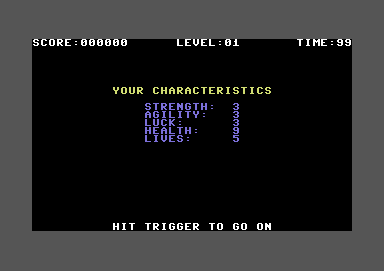 SCORE:000000 LEVEL:01 TIME:99
YOUR CHARACTERISTICS
STRENGTH: 3
AGILITY: 3
LUCK: 3
HEALTH: 9
LIVES: 5
HIT TRIGGER TO GO ON